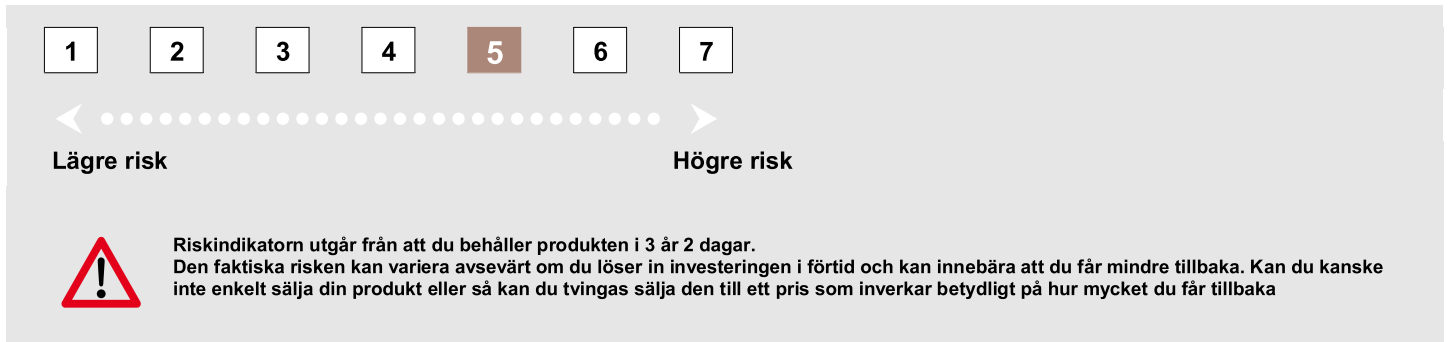 1 2 3 4 5 6 7
Lägre risk Högre risk
Riskindikatorn utgår från att du behåller produkten i 3 år 2 dagar.
Den faktiska risken kan variera avsevärt om du löser in investeringen i förtid och kan innebära att du får mindre tillbaka. Kan du kanske
inte enkelt sälja din produkt eller så kan du tvingas sälja den till ett pris som inverkar betydligt på hur mycket du får tillbaka